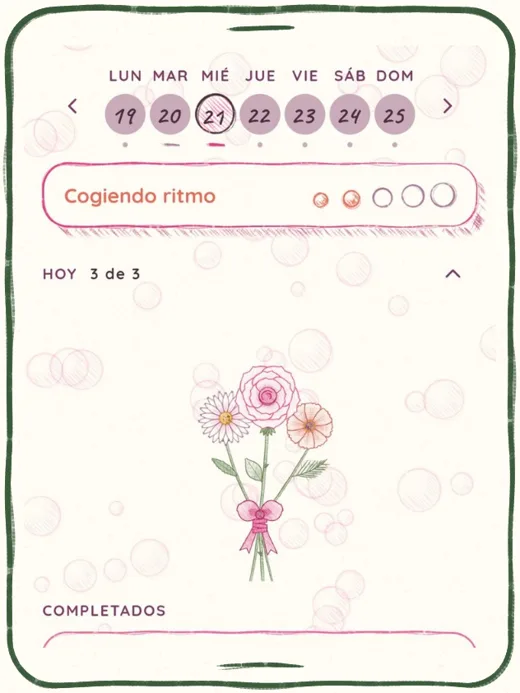 LUN MAR MIÉ JUE VIE SÁB DOM
19 20 21 22 23 24 25
Cogiendo ritmo
HOY 3 de 3
COMPLETADOS